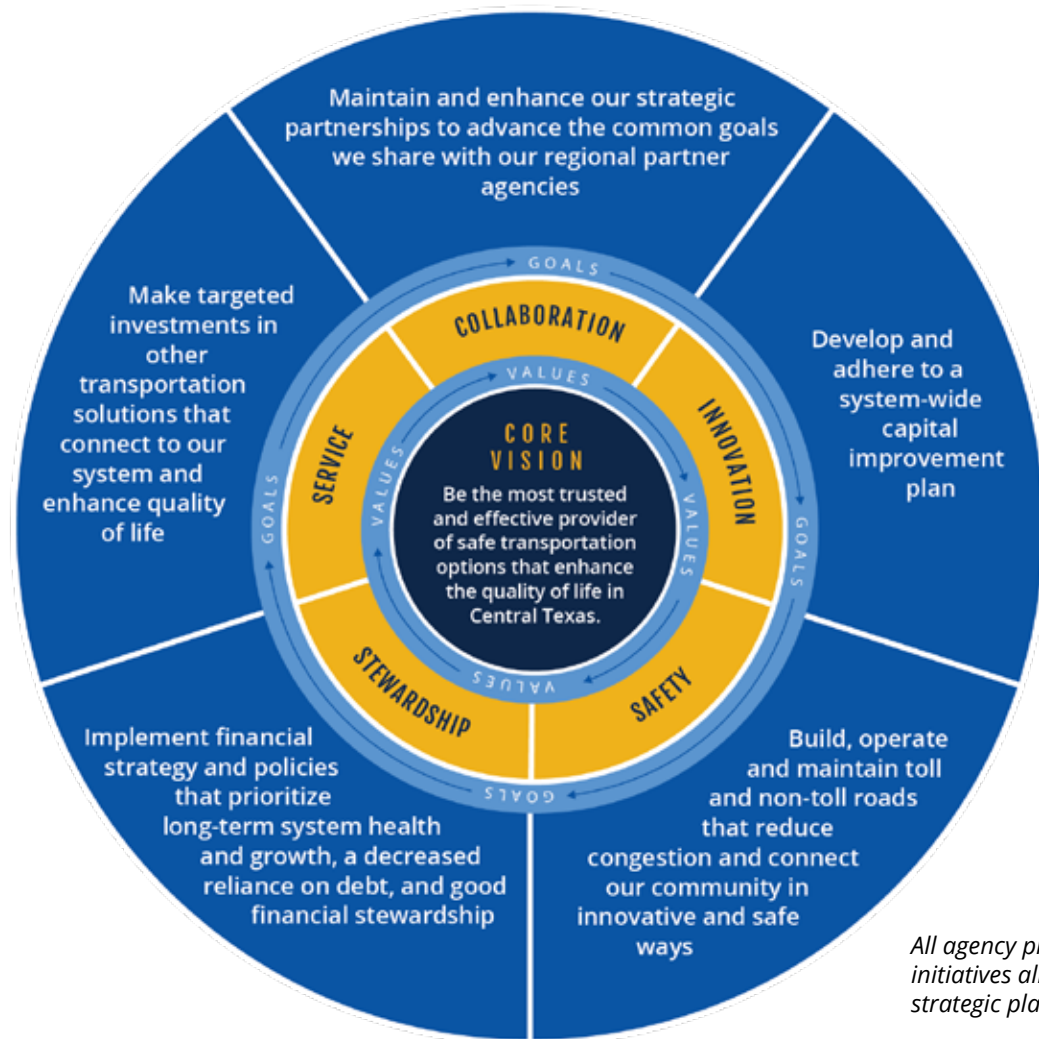 Maintain and enhance our strategic
partnerships to advance the common goals
we share with our regional partner
agencies
Make targeted
investments in
other
transportation
solutions that
connect to our
system and
enhance quality
of life
Develop and
adhere to a
system-wide
capital
improvement
plan
GOALS
GOALS
GOALS
GOALS
COLLABORATION
INNOVATION
SAFETY
STEWARDSHIP
SERVICE
VALUES
VALUES
VALUES
VALUES
CORE
VISION
Be the most trusted
and effective provider
of safe transportation
options that enhance
the quality of life in
Central Texas.
Implement financial
strategy and policies
that prioritize
long-term system health
and growth, a decreased
reliance on debt, and good
financial stewardship
Build, operate
and maintain toll
and non-toll roads
that reduce
congestion and connect
our community in
innovative and safe
ways
All agency
initiatives
strategic